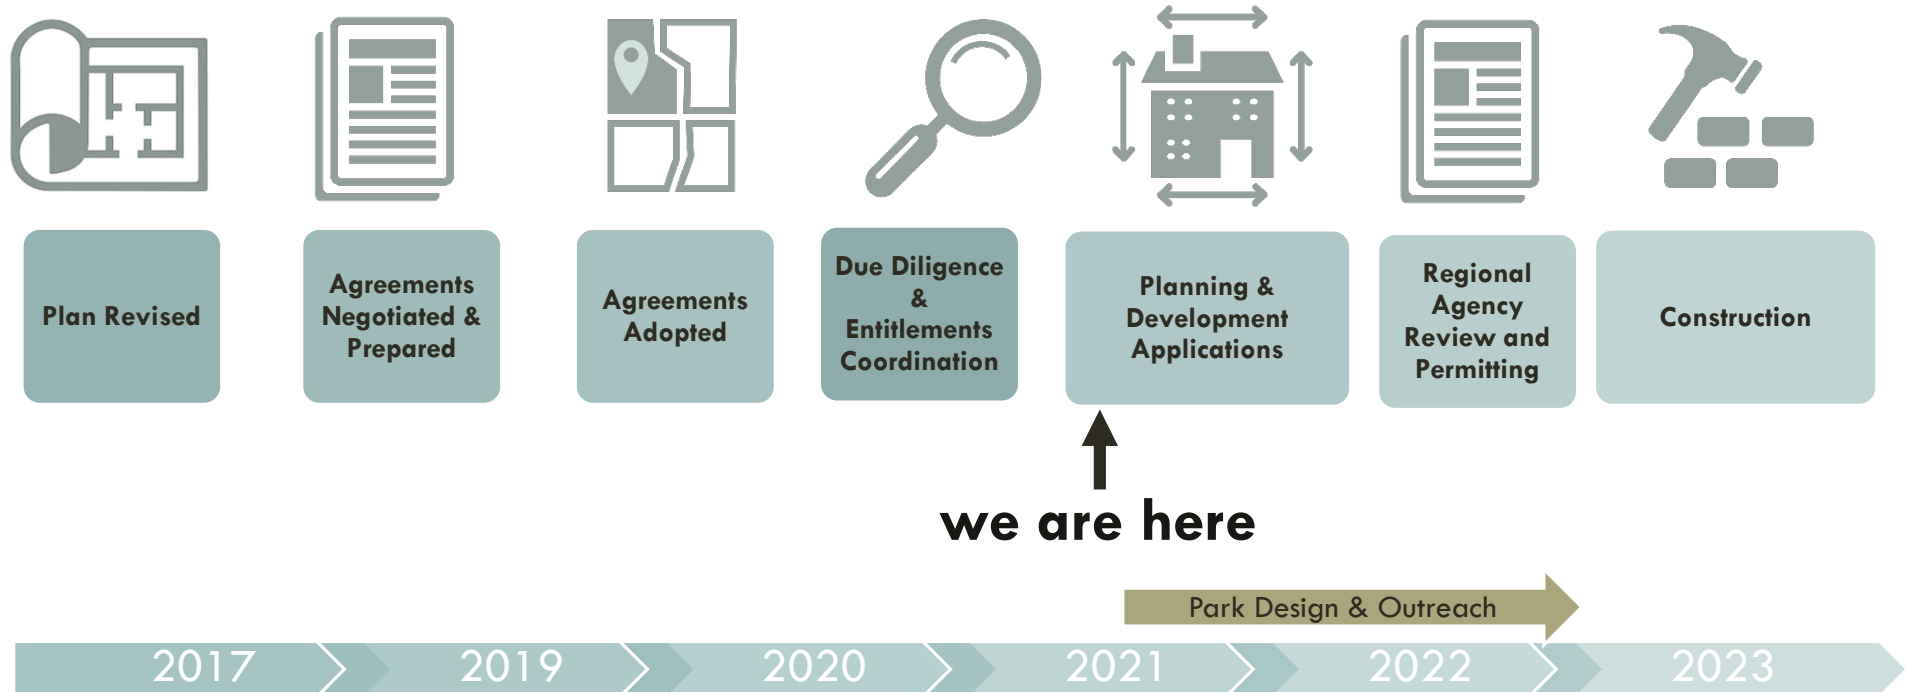 Plan Revised
Agreements
Negotiated &
Prepared
Agreements
Adopted
Due Diligence
&
Entitlements
Coordination
Planning &
Development
Applications
Regional
Agency
Review and
Permitting
Construction
we are here
Park Design & Outreach
2017
2019
2020
2021
2022
2023